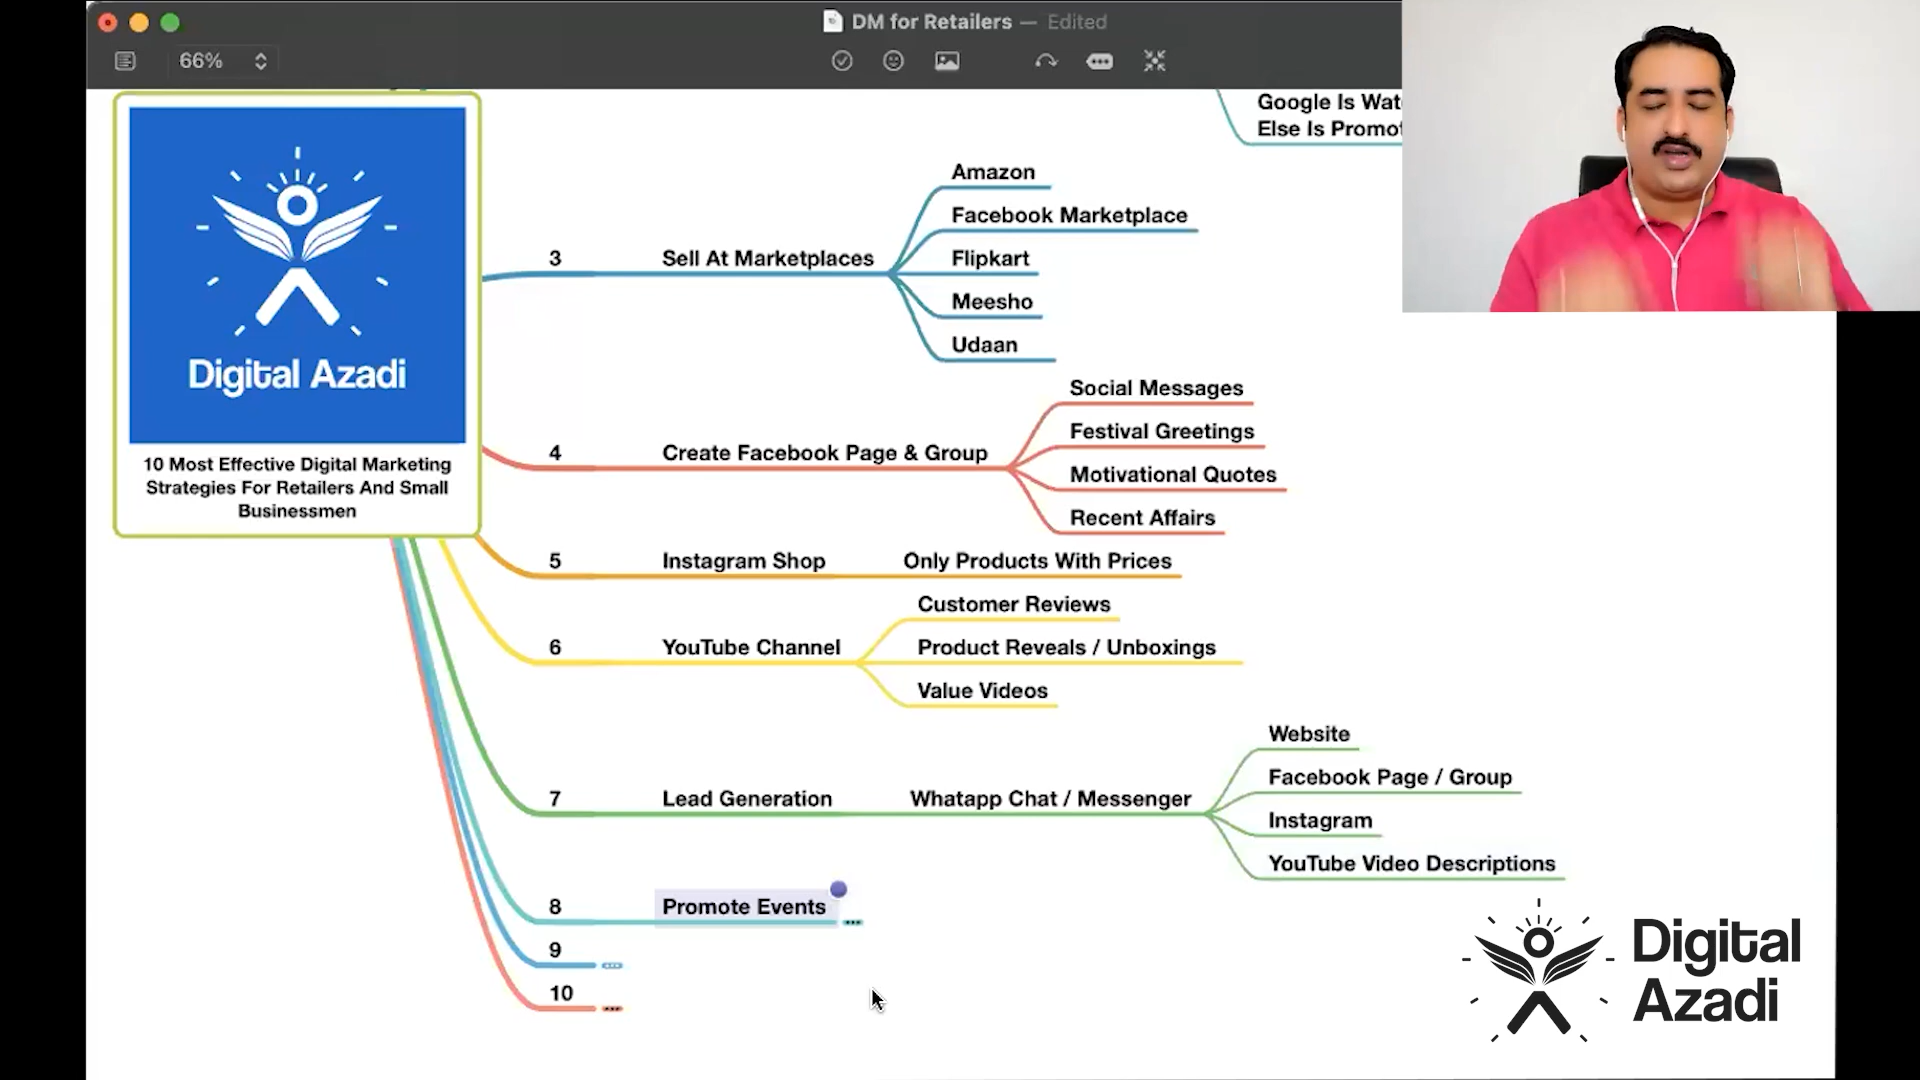 DM for Retailers — Edited
66%
Google Is Wat
Else Is Promo
Digital Azadi
10 Most Effective Digital Marketing
Strategies For Retailers And Small
Businessmen
3
Sell At Marketplaces
Amazon
Facebook Marketplace
Flipkart
Meesho
Udaan
4
Create Facebook Page & Group
Social Messages
Festival Greetings
Motivational Quotes
Recent Affairs
5
Instagram Shop
Only Products With Prices
6
YouTube Channel
Customer Reviews
Product Reveals / Unboxings
Value Videos
7
Lead Generation
Whatapp Chat / Messenger
Website
Facebook Page / Group
Instagram
YouTube Video Descriptions
8
Promote Events
9
10
Digital
Azadi